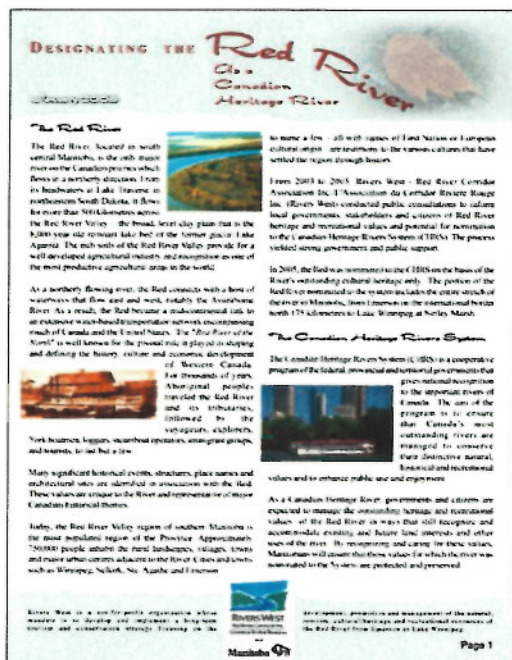 DESIGNATING THE Red River
As a
Canadian
Heritage River
The Red River
The Red River, located in south
central Manitoba, is the only major
river on the Canadian prairies which
flows in a northerly direction. From
its headwaters at Lake Traverse in
northeastern South Dakota, it flows
for more than 800 kilometres across
the Red River Valley - the broad, level clay plain that is the
8,000 year old remnant lake bed of the former glacial Lake
Agassiz. The rich soils of the Red River Valley provide for a
well developed agricultural industry and recognition as one of
the most productive agricultural areas in the world.
As a northerly flowing river, the Red connects with a host of
waterways that flow east and west, notably the Assiniboine
River. As a result, the Red became a mid-continental link to
an extensive water-based transportation network encompassing
much of Canada and the United States. The "Red River of the
North" is well known for the pivotal role it played in shaping
and defining the history, culture and economic development
of Western Canada.
For thousands of years,
Aboriginal peoples
traveled the Red River
and its tributaries,
followed by the
voyageurs, explorers,
York boatmen, loggers, steamboat operators, immigrant groups,
and tourists, to list but a few.
Many significant historical events, structures, place names and
architectural sites are identified in association with the Red.
These values are unique to the River and representative of major
Canadian historical themes.
Today, the Red River Valley region of southern Manitoba is
the most populated region of the Province. Approximately
750,000 people inhabit the rural landscapes, villages, towns
and major urban centres adjacent to the River. Cities and towns,
such as Winnipeg, Selkirk, Ste. Agathe and Emerson
to name a few - all with names of First Nation or European
cultural origin - are testimony to the various cultures that have
settled the region through history.
From 2003 to 2005, Rivers West - Red River Corridor
Association Inc. L'Association du Corridor Rivière Rouge
Inc. (Rivers West) conducted public consultations to inform
local governments, stakeholders and citizens of Red River
heritage and recreational values and potential for nomination
to the Canadian Heritage Rivers System (CHRS). The process
yielded strong government and public support.
In 2005, the Red was nominated to the CHRS on the basis of the
River's outstanding cultural heritage only. The portion of the
Red River nominated to the system includes the entire stretch of
the river in Manitoba, from Emerson on the international border
north 175 kilometres to Lake Winnipeg at Netley Marsh.
The Canadian Heritage Rivers System
The Canadian Heritage Rivers System (CHRS) is a cooperative
program of the federal, provincial and territorial governments that
gives national recognition
to the important rivers of
Canada. The aim of the
program is to ensure
that Canada's most
outstanding rivers are
managed to conserve
their distinctive natural,
historical and recreational
values and to enhance public use and enjoyment.
As a Canadian Heritage River, governments and citizens are
expected to manage the outstanding heritage and recreational
values of the Red River in ways that still recognize and
accommodate existing and future land interests and other
uses of the river. By recognizing and caring for these values,
Manitobans will ensure that those values for which the river was
nominated to the System are protected and preserved.
Rivers West is a not-for-profit organization whose
mandate is to develop and implement a long-term
tourism and conservation strategy focusing on the
RIVERS WEST
Manitoba
development, promotion and management of the natural,
tourism, cultural heritage and recreational resources of
the Red River from Emerson to Lake Winnipeg.
Page 1